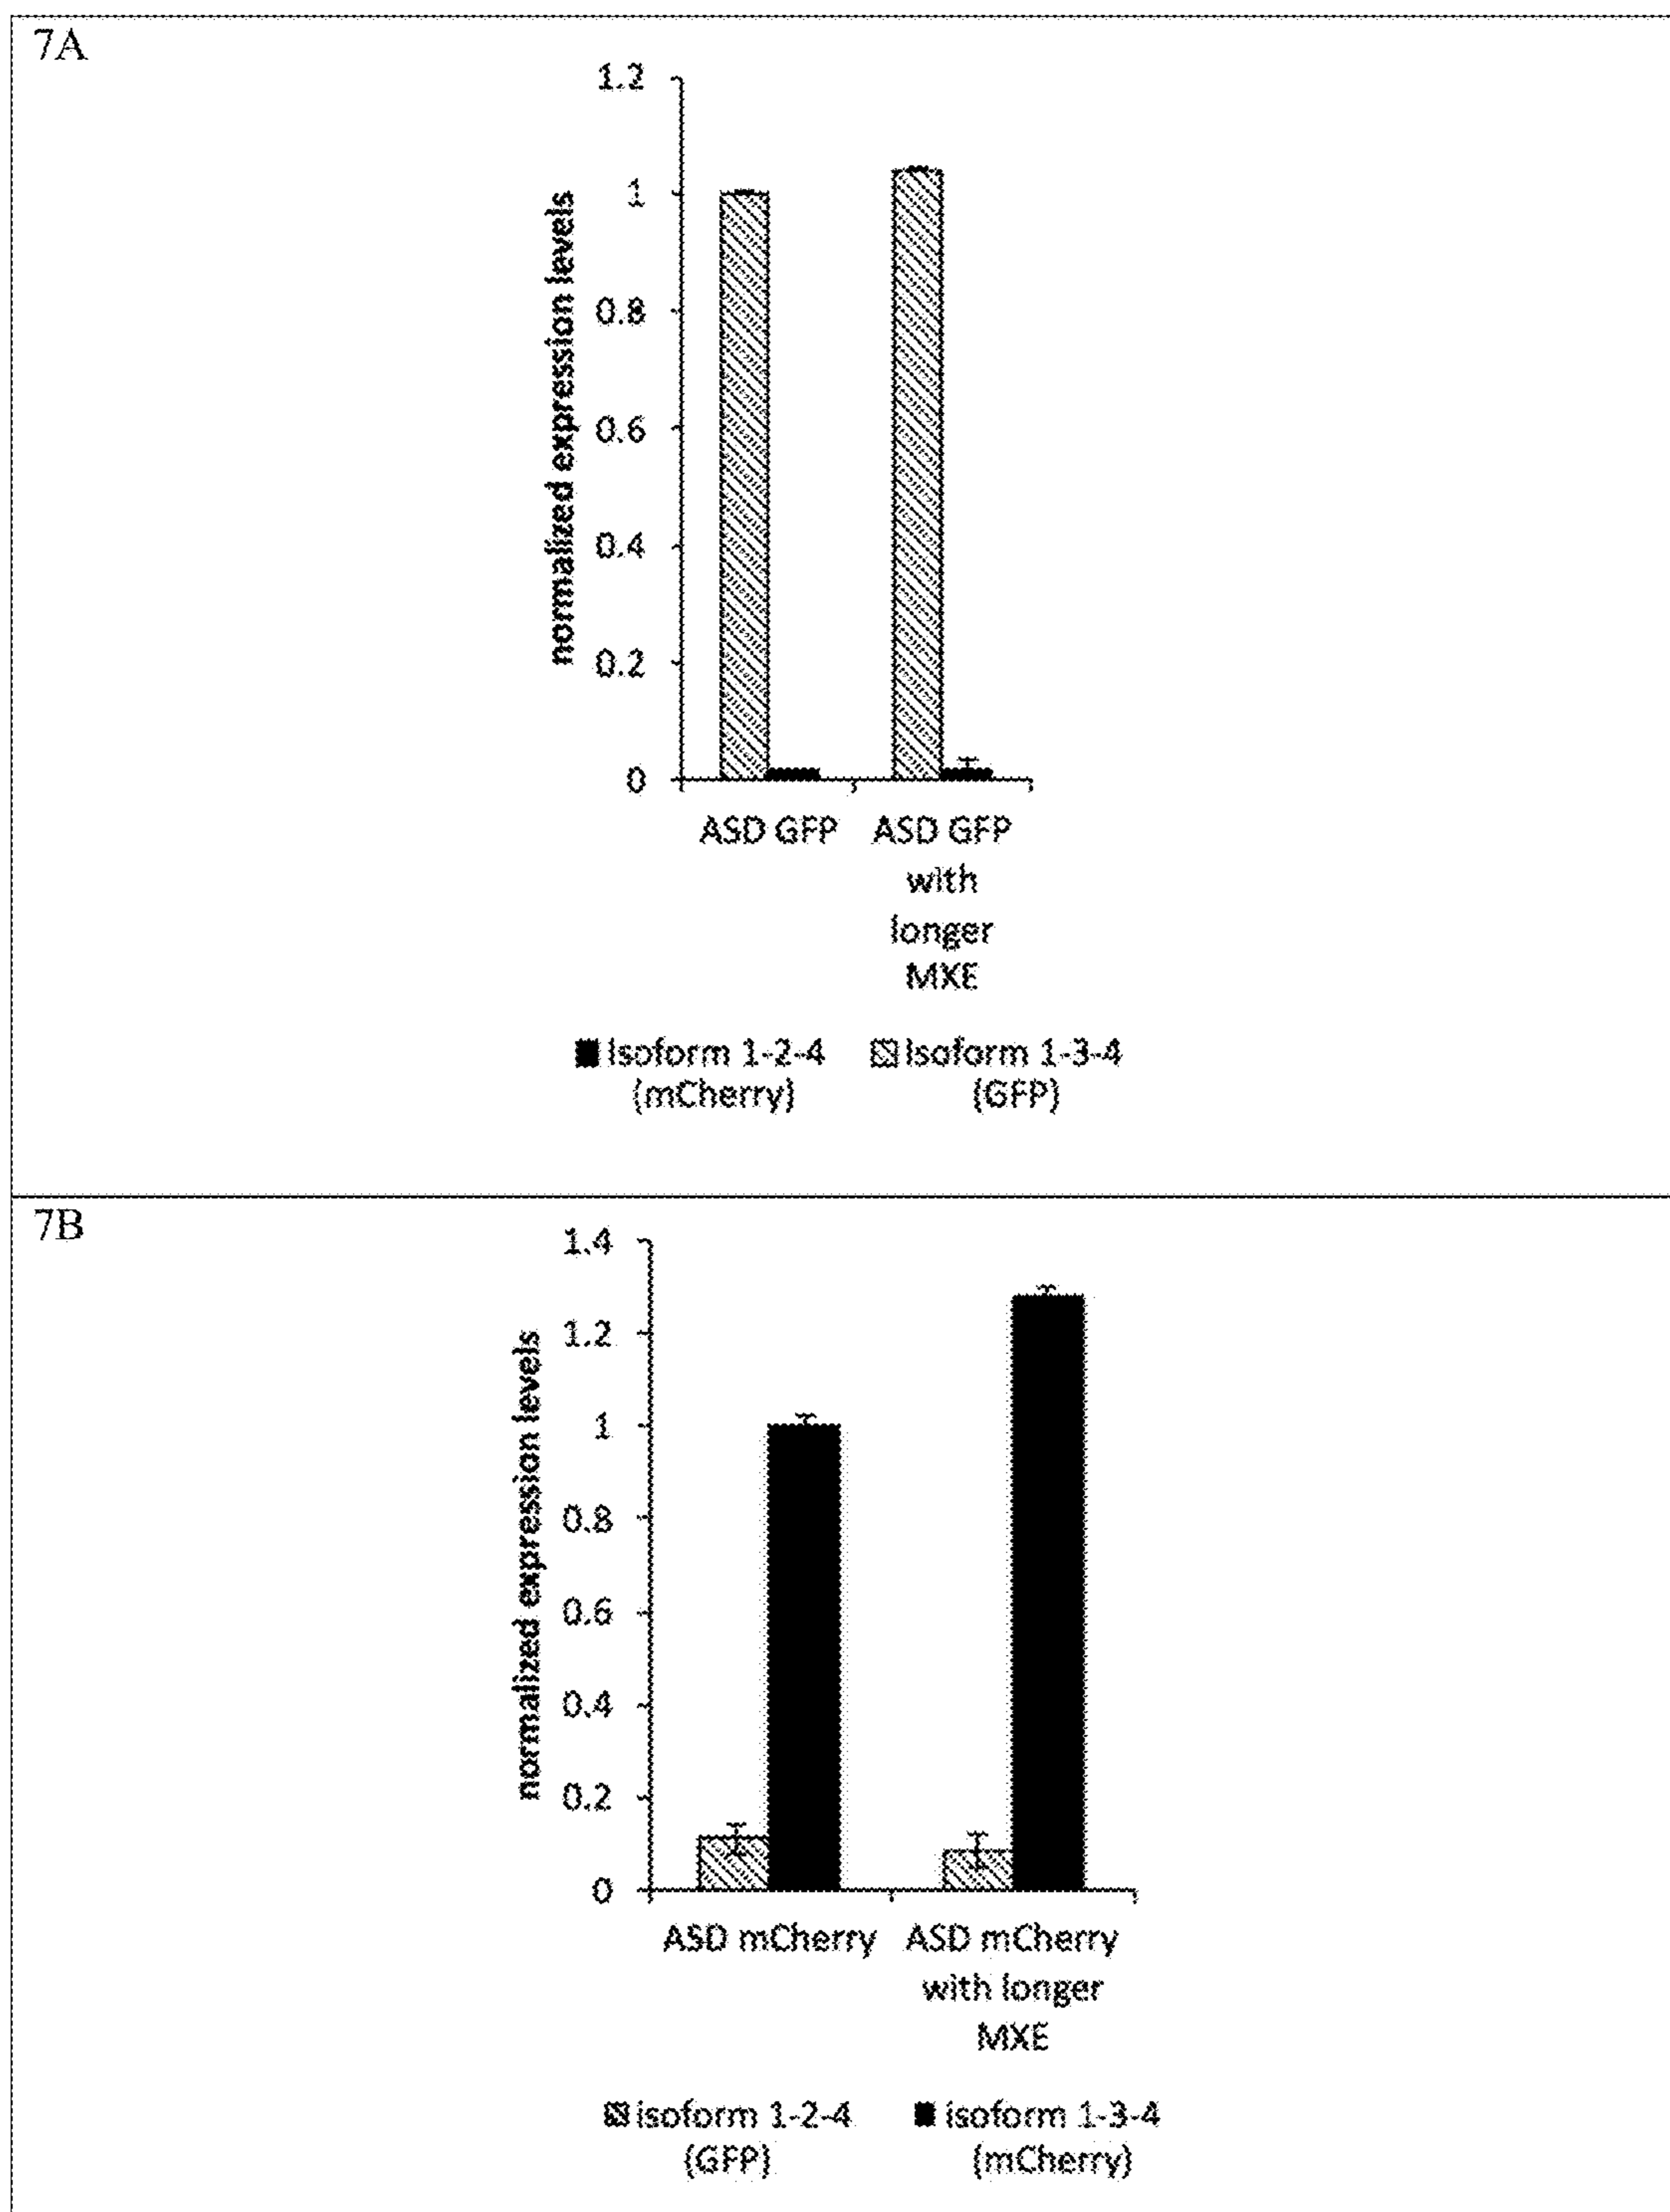 7A
1.2
1
0.8
0.6
0.4
0.2
0
normalized expression levels
ASD GFP
ASD GFP
with
longer
MXE
Isoform 1-2-4
(mCherry)
Isoform 1-3-4
(GFP)
7B
1.4
1.2
1
0.8
0.6
0.4
0.2
0
normalized expression levels
ASD mCherry
ASD mCherry
with longer
MXE
isoform 1-2-4
(GFP)
isoform 1-3-4
(mCherry)